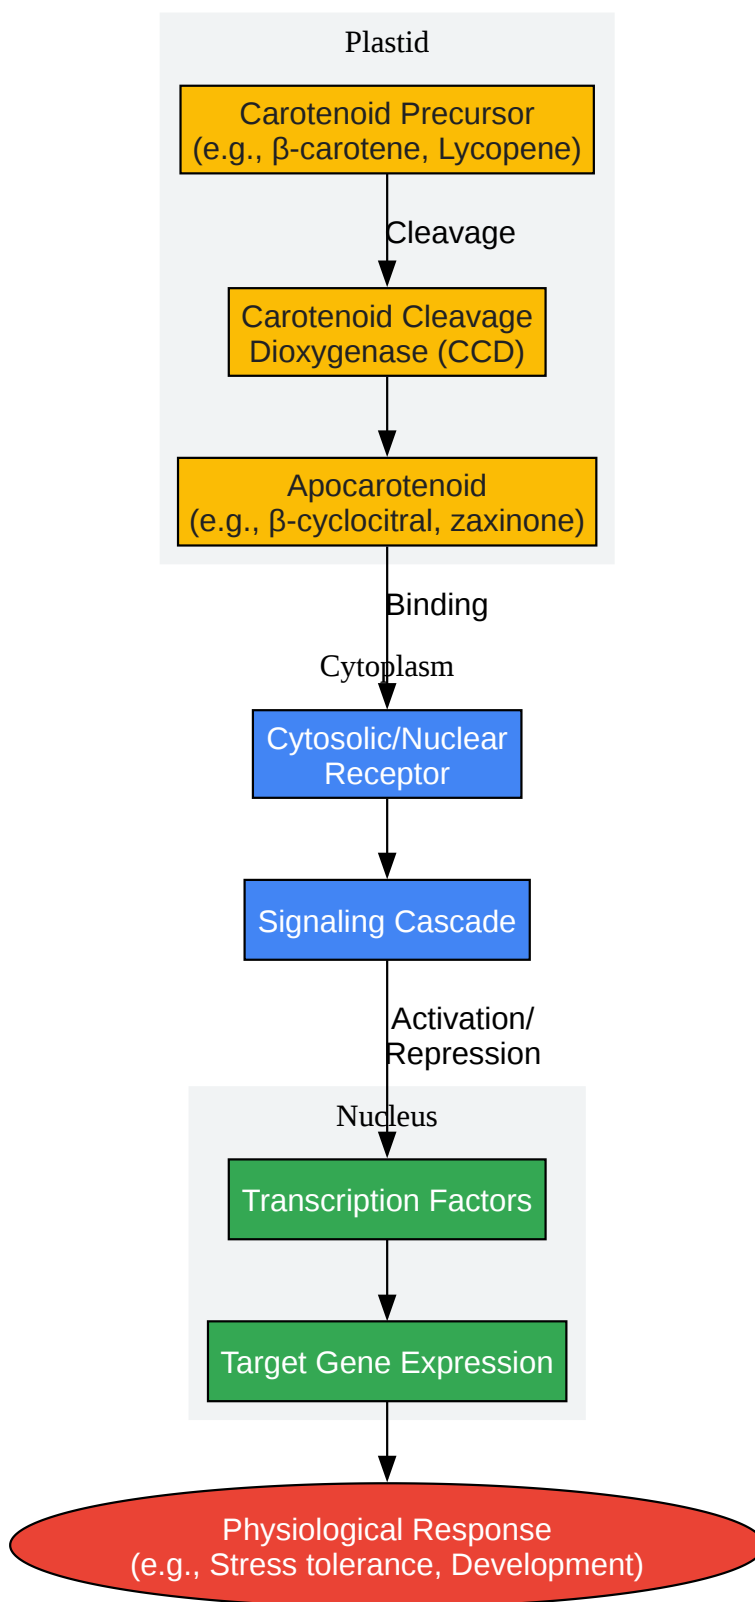 Plastid
Carotenoid Precursor
(e.g., β-carotene, Lycopene)
Cleavage
Carotenoid Cleavage
Dioxygenase (CCD)
Apocarotenoid
(e.g., β-cyclocitral, zaxinone)
Binding
Cytoplasm
Cytosolic/Nuclear
Receptor
Signaling Cascade
Activation/
Repression
Nucleus
Transcription Factors
Target Gene Expression
Physiological Response
(e.g., Stress tolerance, Development)